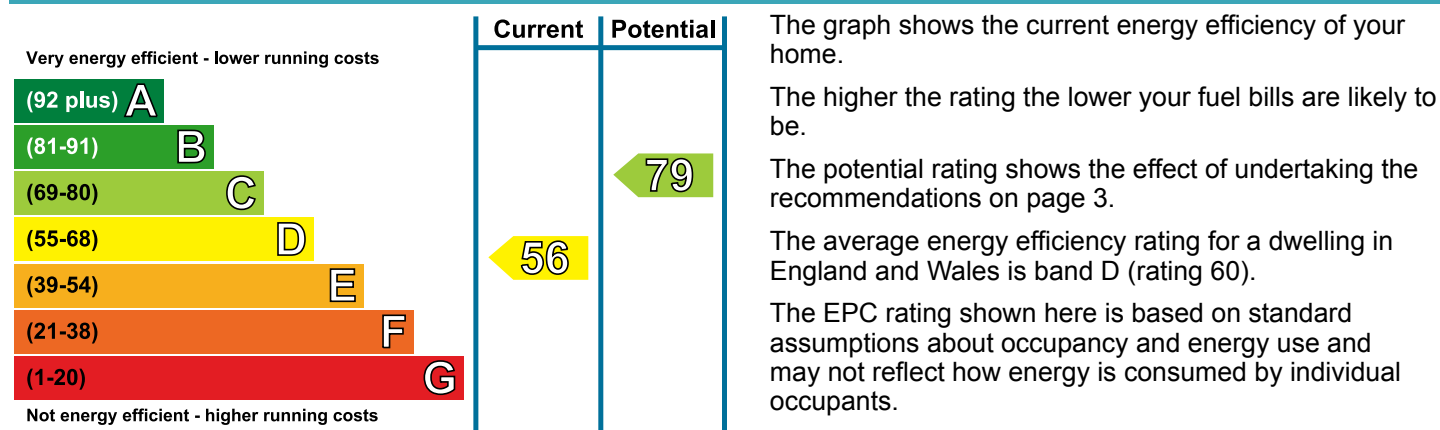 Current Potential
Very energy efficient - lower running costs
(92 plus) A
(81-91) B
(69-80) C
(55-68) D
(39-54) E
(21-38) F
(1-20) G
Not energy efficient - higher running costs
79
56
The graph shows the current energy efficiency of your
home.
The higher the rating the lower your fuel bills are likely to
be.
The potential rating shows the effect of undertaking the
recommendations on page 3.
The average energy efficiency rating for a dwelling in
England and Wales is band D (rating 60).
The EPC rating shown here is based on standard
assumptions about occupancy and energy use and
may not reflect how energy is consumed by individual
occupants.